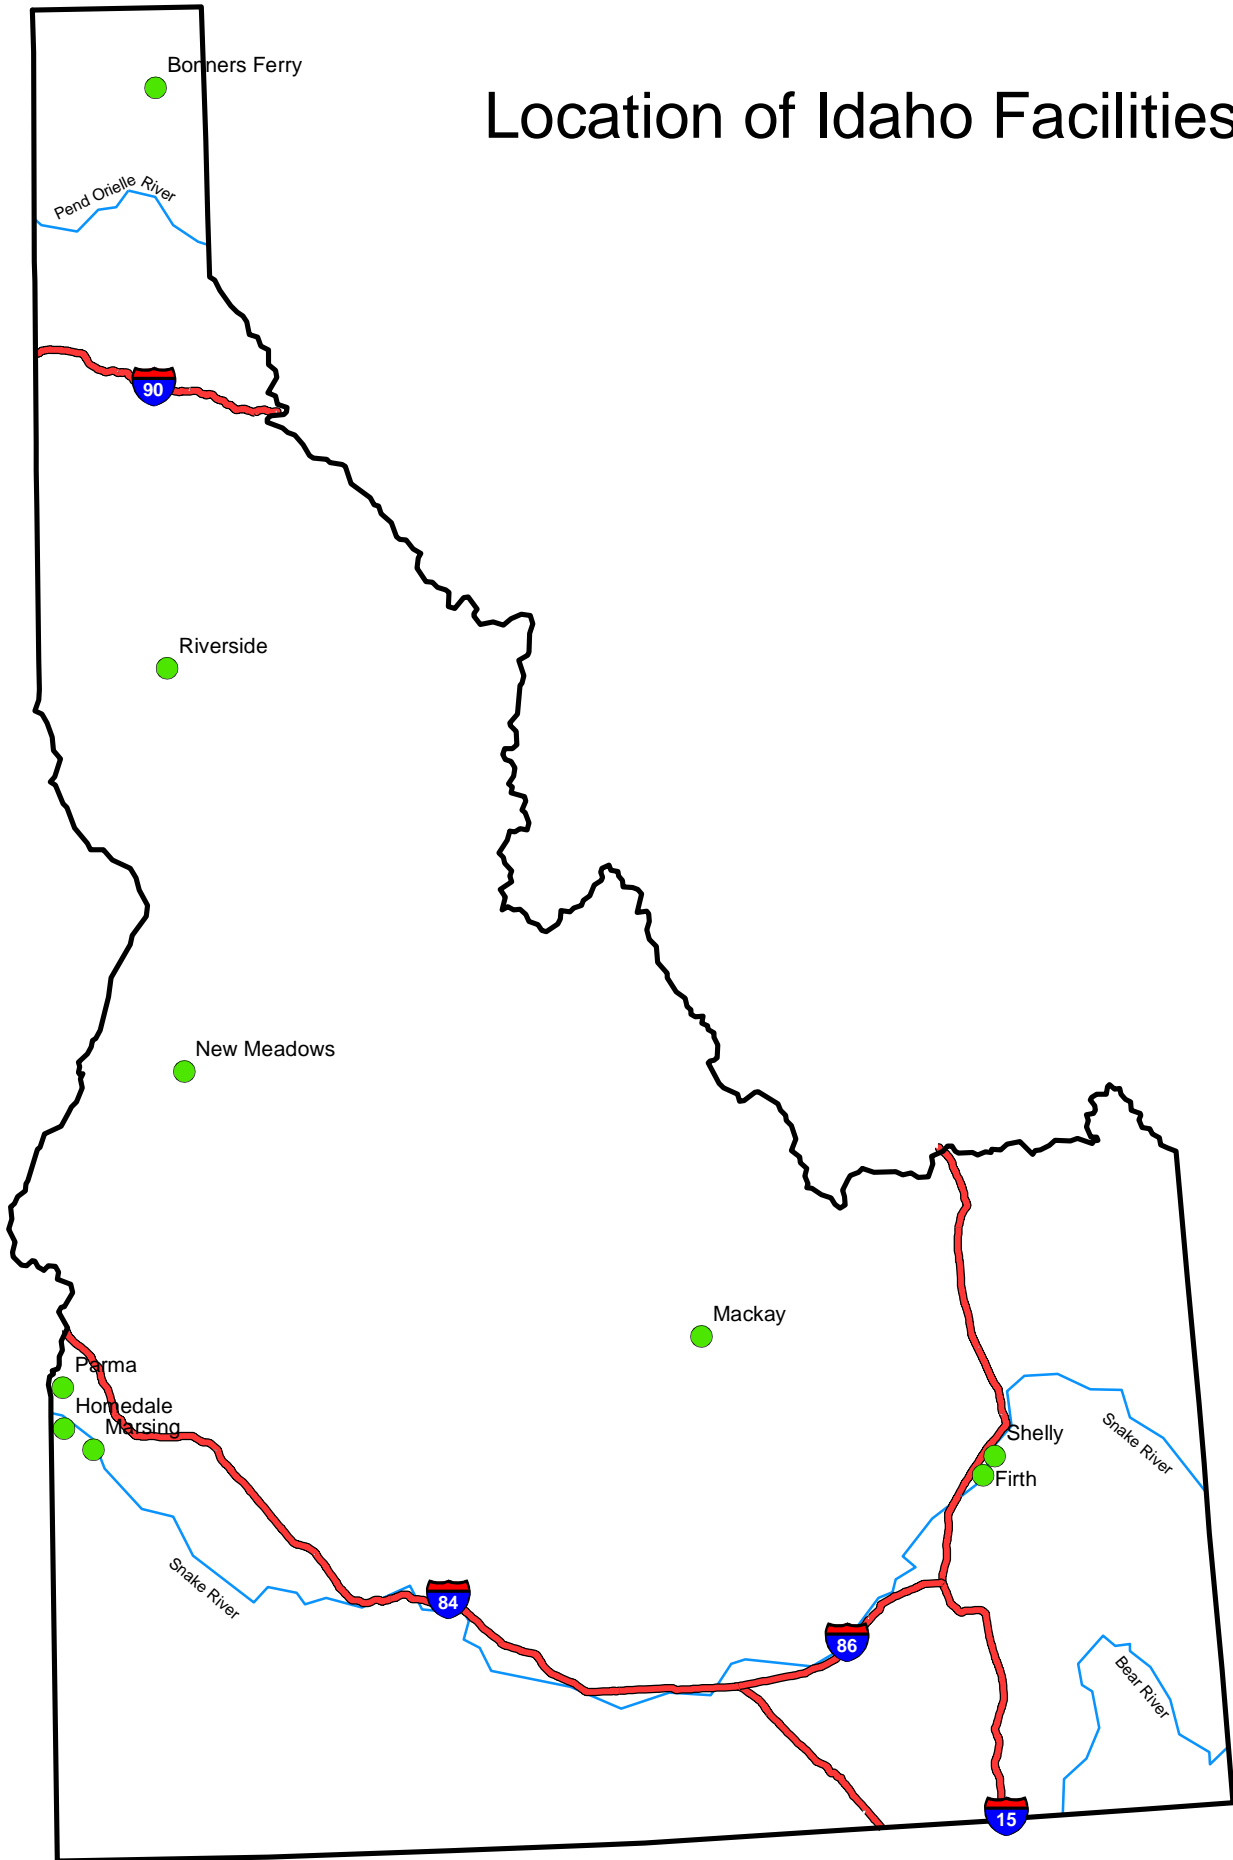 Bonners Ferry
Location of Idaho Facilities
Pend Orielle River
90
Riverside
New Meadows
Mackay
Parma
Homedale
Marsing
Snake River
Shelly
Firth
Snake River
84
86
Bear River
15